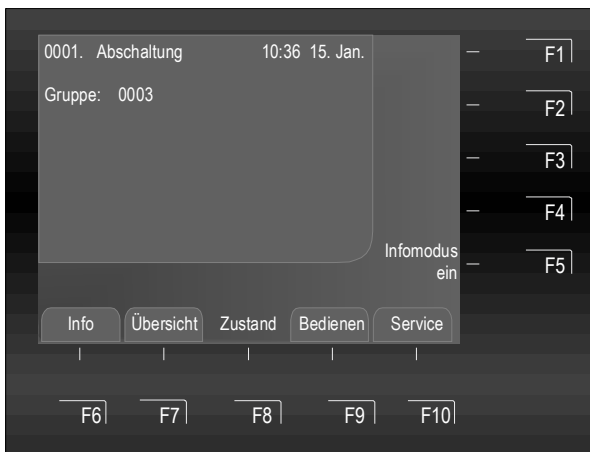 0001. Abschaltung 10:36 15. Jan.
F1
Gruppe: 0003
F2
F3
F4
Infomodus
ein
F5
Info Übersicht Zustand Bedienen Service
F6 F7 F8 F9 F10